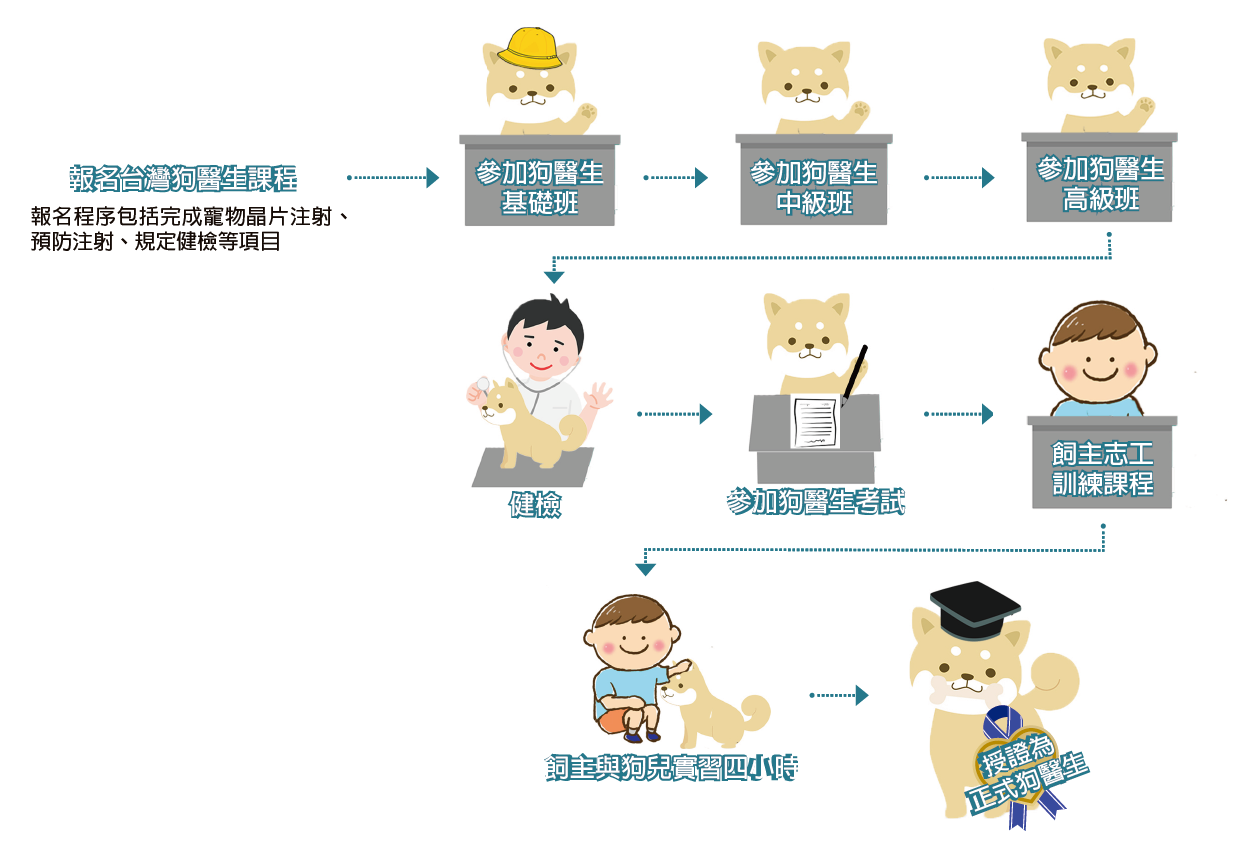 報名台灣狗醫生課程
報名程序包括完成寵物晶片注射、
預防注射、規定健檢等項目
參加狗醫生
基礎班
參加狗醫生
中級班
參加狗醫生
高級班
健檢
參加狗醫生考試
飼主志工
訓練課程
飼主與狗兒實習四小時
授證為
正式狗醫生